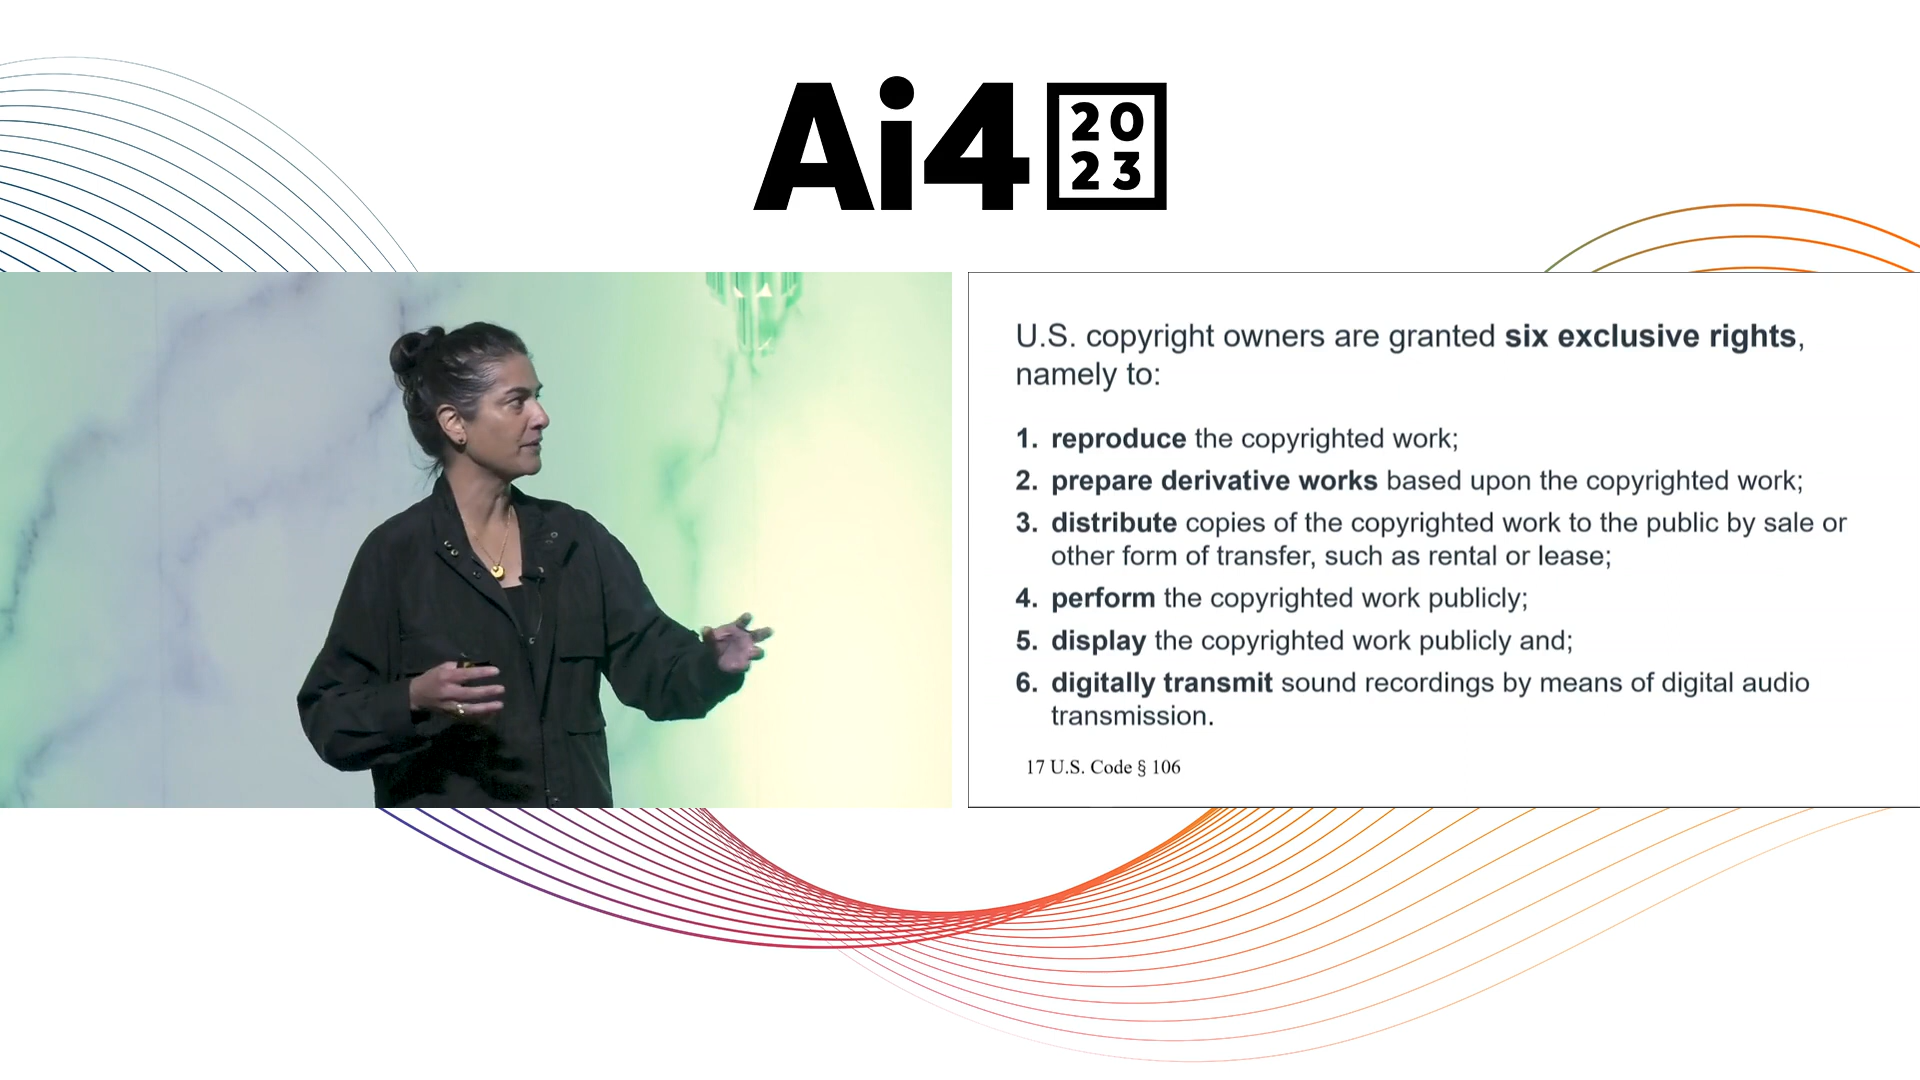 Ai4 20
23
U.S. copyright owners are granted six exclusive rights,
namely to:
1. reproduce the copyrighted work;
2. prepare derivative works based upon the copyrighted work;
3. distribute copies of the copyrighted work to the public by sale or
other form of transfer, such as rental or lease;
4. perform the copyrighted work publicly;
5. display the copyrighted work publicly and;
6. digitally transmit sound recordings by means of digital audio
transmission.
17 U.S. Code § 106